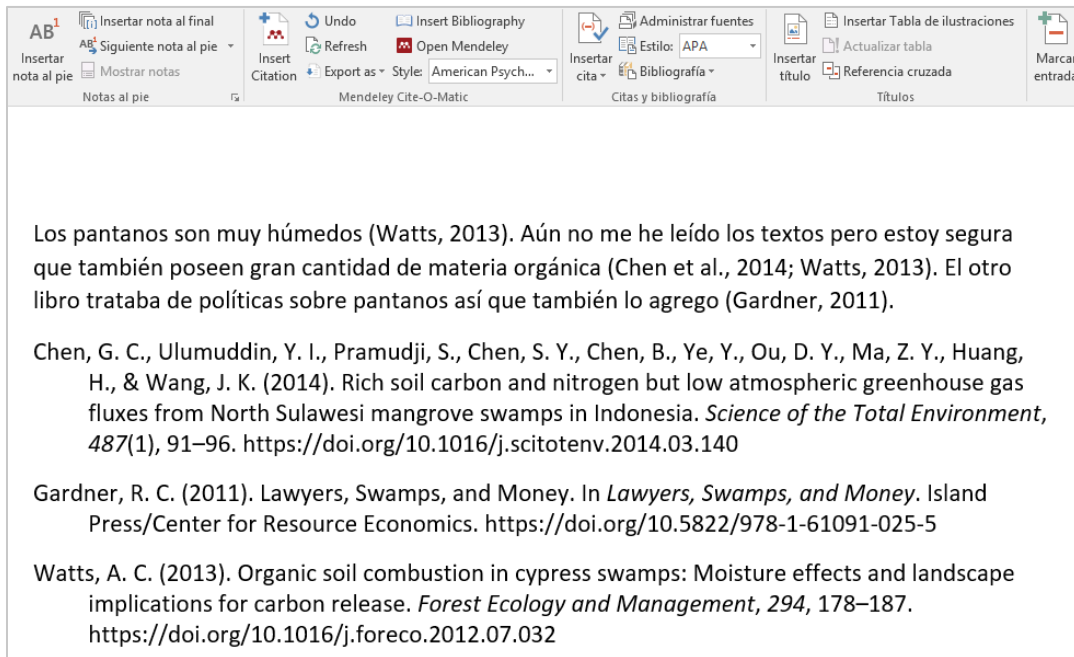 AB1 Insertar nota al final Undo Insert Bibliography Administrar fuentes Insertar Tabla de ilustraciones
Siguiente nota al pie Refresh Open Mendeley Estilo: APA Actualizar tabla
Insertar nota al pie Mostrar notas Insert Citation Export as Style: American Psych... Insertar cita Bibliografía Insertar título Referencia cruzada Marcar entrada
Notas al pie Mendeley Cite-O-Matic Citas y bibliografía Títulos
Los pantanos son muy húmedos (Watts, 2013). Aún no me he leído los textos pero estoy segura
que también poseen gran cantidad de materia orgánica (Chen et al., 2014; Watts, 2013). El otro
libro trataba de políticas sobre pantanos así que también lo agrego (Gardner, 2011).
Chen, G. C., Ulumuddin, Y. I., Pramudji, S., Chen, S. Y., Chen, B., Ye, Y., Ou, D. Y., Ma, Z. Y., Huang,
H., & Wang, J. K. (2014). Rich soil carbon and nitrogen but low atmospheric greenhouse gas
fluxes from North Sulawesi mangrove swamps in Indonesia. Science of the Total Environment,
487(1), 91–96. https://doi.org/10.1016/j.scitotenv.2014.03.140
Gardner, R. C. (2011). Lawyers, Swamps, and Money. In Lawyers, Swamps, and Money. Island
Press/Center for Resource Economics. https://doi.org/10.5822/978-1-61091-025-5
Watts, A. C. (2013). Organic soil combustion in cypress swamps: Moisture effects and landscape
implications for carbon release. Forest Ecology and Management, 294, 178–187.
https://doi.org/10.1016/j.foreco.2012.07.032